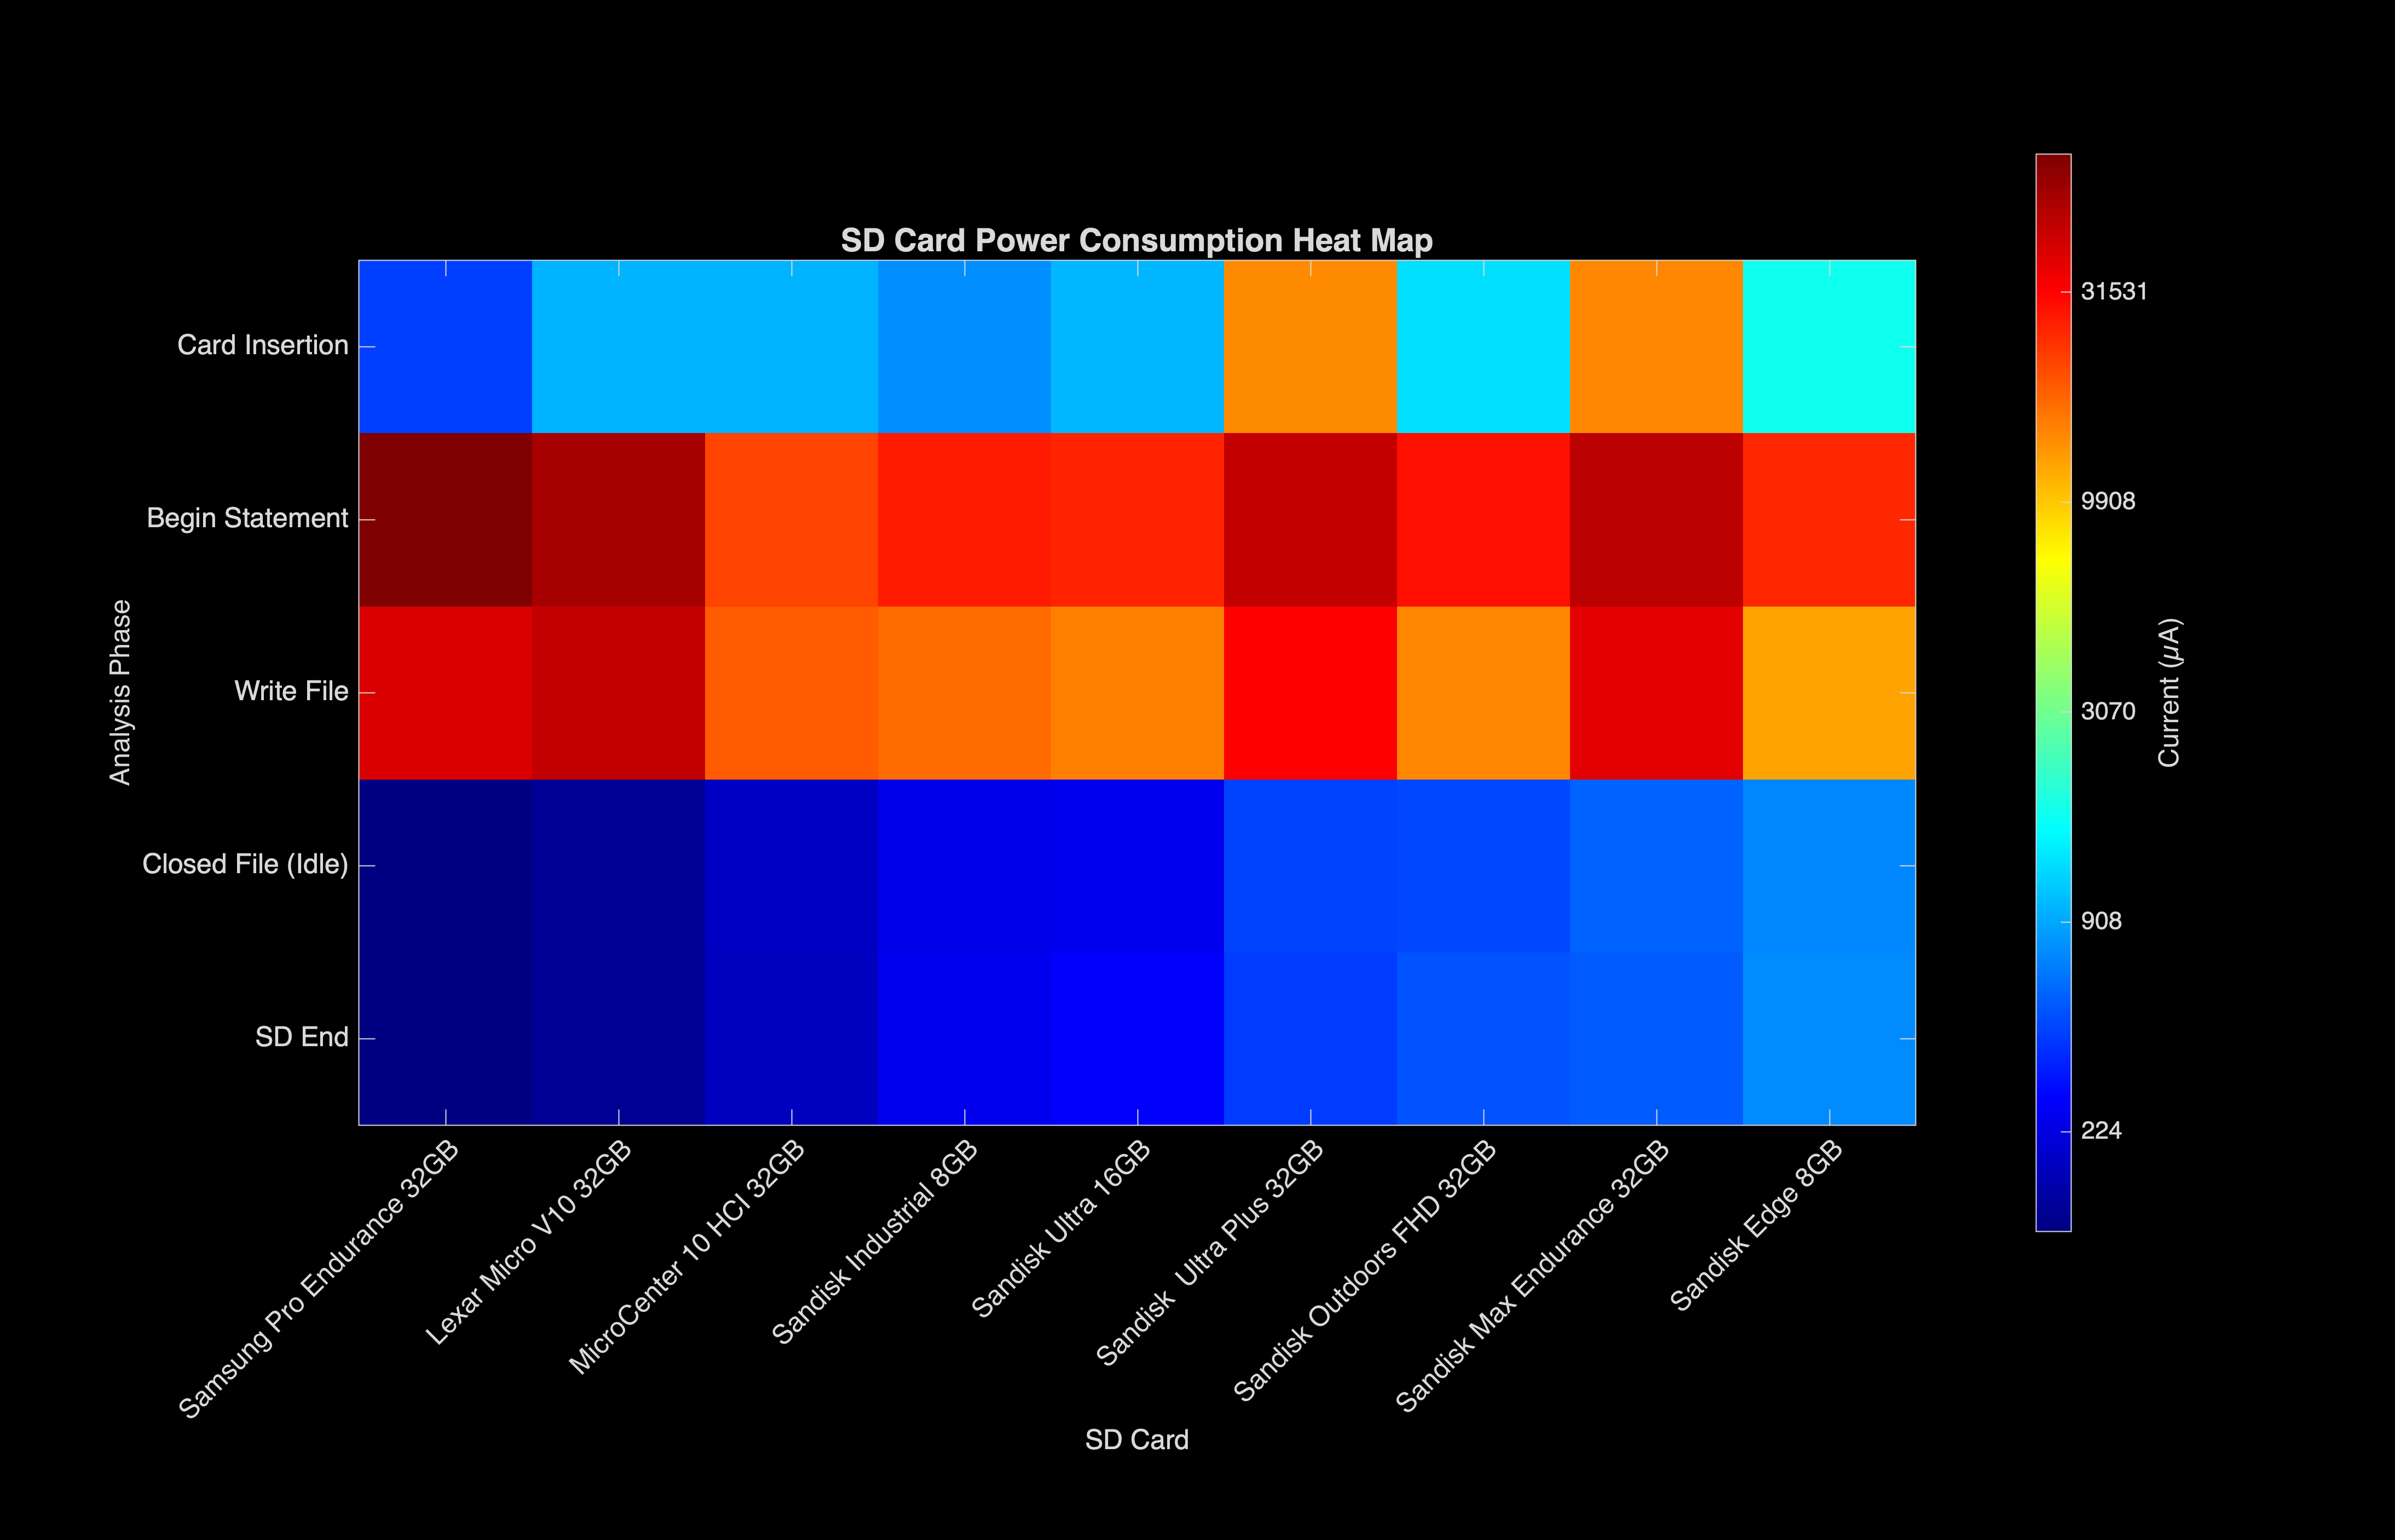 SD Card Power Consumption Heat Map
Card Insertion
Begin Statement
Write File
Closed File (Idle)
SD End
Analysis Phase
Samsung Pro Endurance 32GB
Lexar Micro V10 32GB
MicroCenter 10 HCI 32GB
Sandisk Industrial 8GB
Sandisk Ultra 16GB
Sandisk  Ultra Plus 32GB
Sandisk Outdoors FHD 32GB
Sandisk Max Endurance 32GB
Sandisk Edge 8GB
SD Card
31531
9908
3070
908
224
Current (μA)